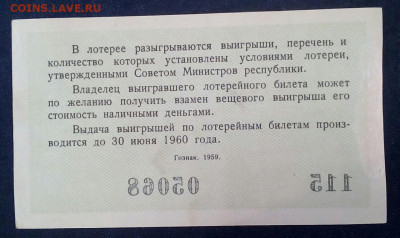 COINS.SU
RARE.RU
В лотерее разыгрываются выигрыши, перечень и
количество которых установлены условиями лотереи,
утвержденными Советом Министров республики.
Владелец выигравшего лотерейного билета может
по желанию получить взамен вещевого выигрыша его
стоимость наличными деньгами.
Выдача выигрышей по лотерейным билетам произ-
водится до 30 июня 1960 года.
Гознак. 1959.
05068 115